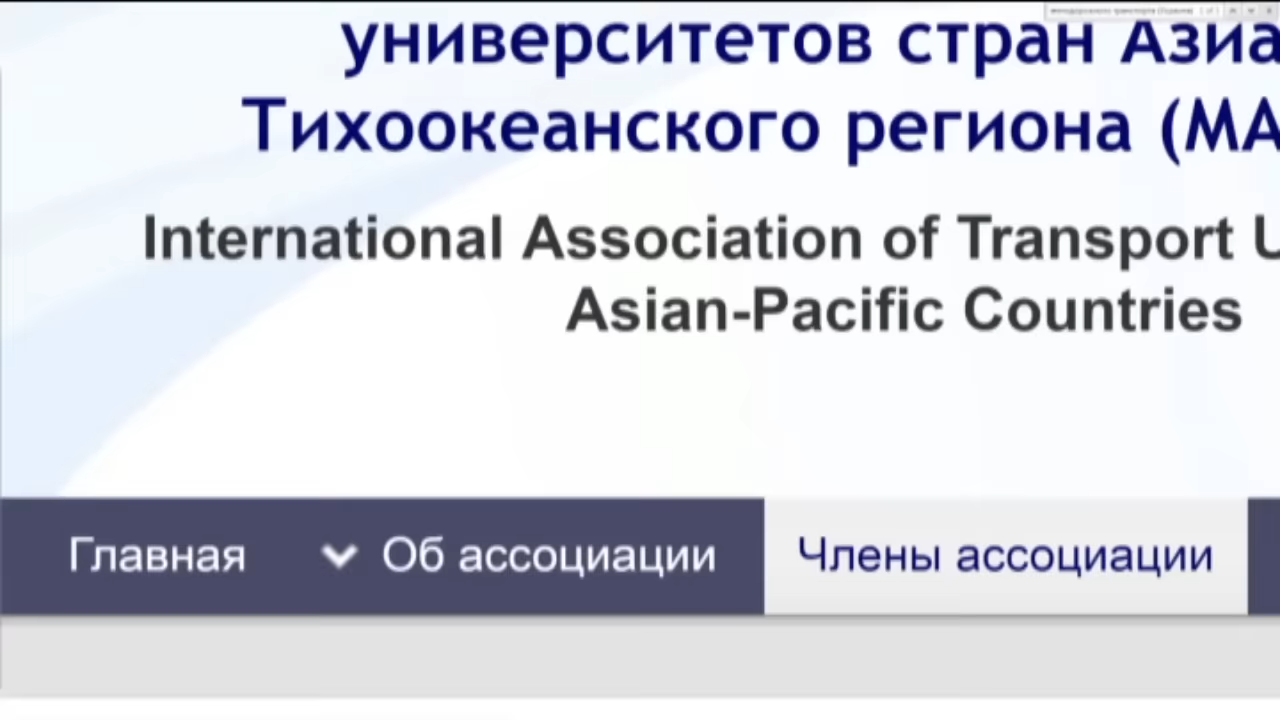 университетов стран Азиа
Тихоокеанского региона (МА
International Association of Transport U
Asian-Pacific Countries
Главная Об ассоциации Члены ассоциации